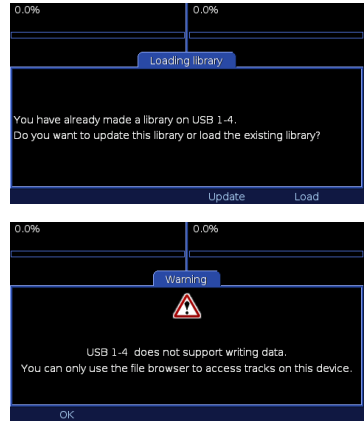 0.0%
0.0%
Loading library
You have already made a library on USB 1-4.
Do you want to update this library or load the existing library?
Update
Load
0.0%
0.0%
Warning
USB 1-4 does not support writing data.
You can only use the file browser to access tracks on this device.
OK